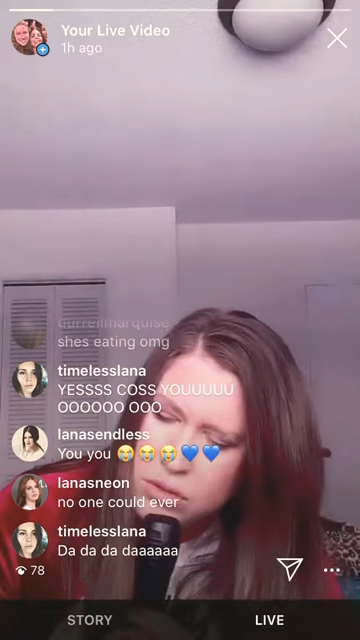 Your Live Video
1h ago
durrellmarquise
shes eating omg
timelesslana
YESSSS COSS YOUUUUU
OOOOOO OOO
lanasendless
You you 😭😭😭💙💙
lanasneon
no one could ever
timelesslana
Da da da daaaaaa
78
STORY
LIVE